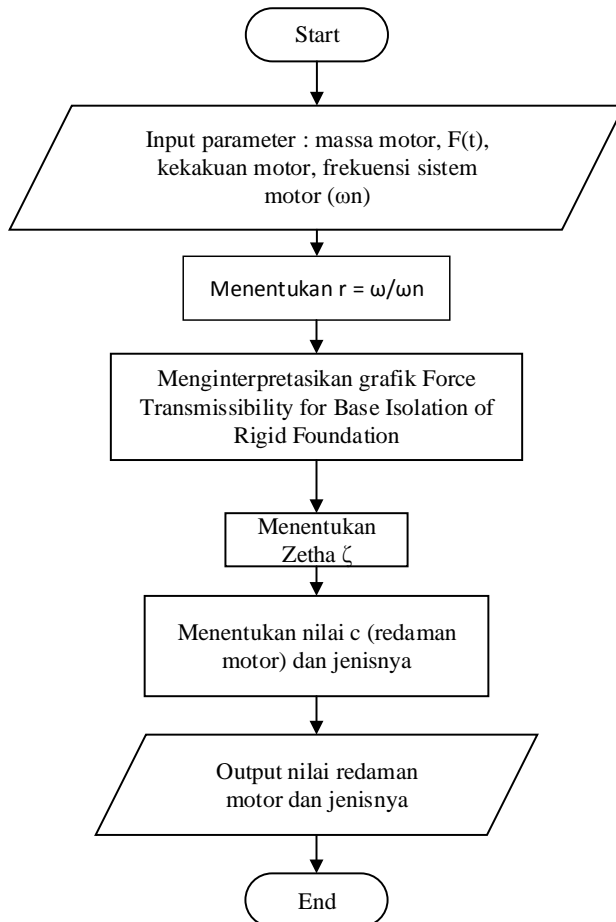 Start
Input parameter : massa motor, F(t),
kekakuan motor, frekuensi sistem
motor (ωn)
Menentukan r = ω/ωn
Menginterpretasikan grafik Force
Transmissibility for Base Isolation of
Rigid Foundation
Menentukan
Zetha ζ
Menentukan nilai c (redaman
motor) dan jenisnya
Output nilai redaman
motor dan jenisnya
End